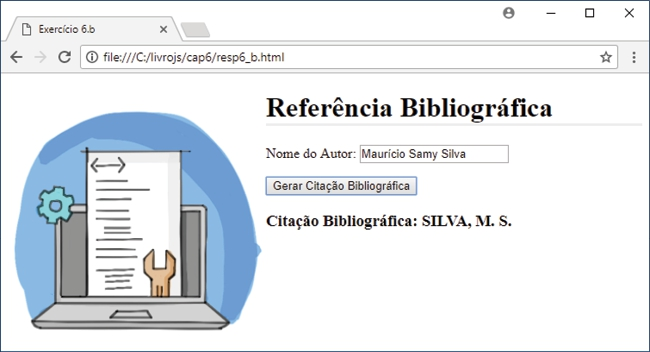 Exercício 6.b
file:///C:/livrojs/cap6/resp6_b.html
Referência Bibliográfica
Nome do Autor: Maurício Samy Silva
Gerar Citação Bibliográfica
Citação Bibliográfica: SILVA, M. S.